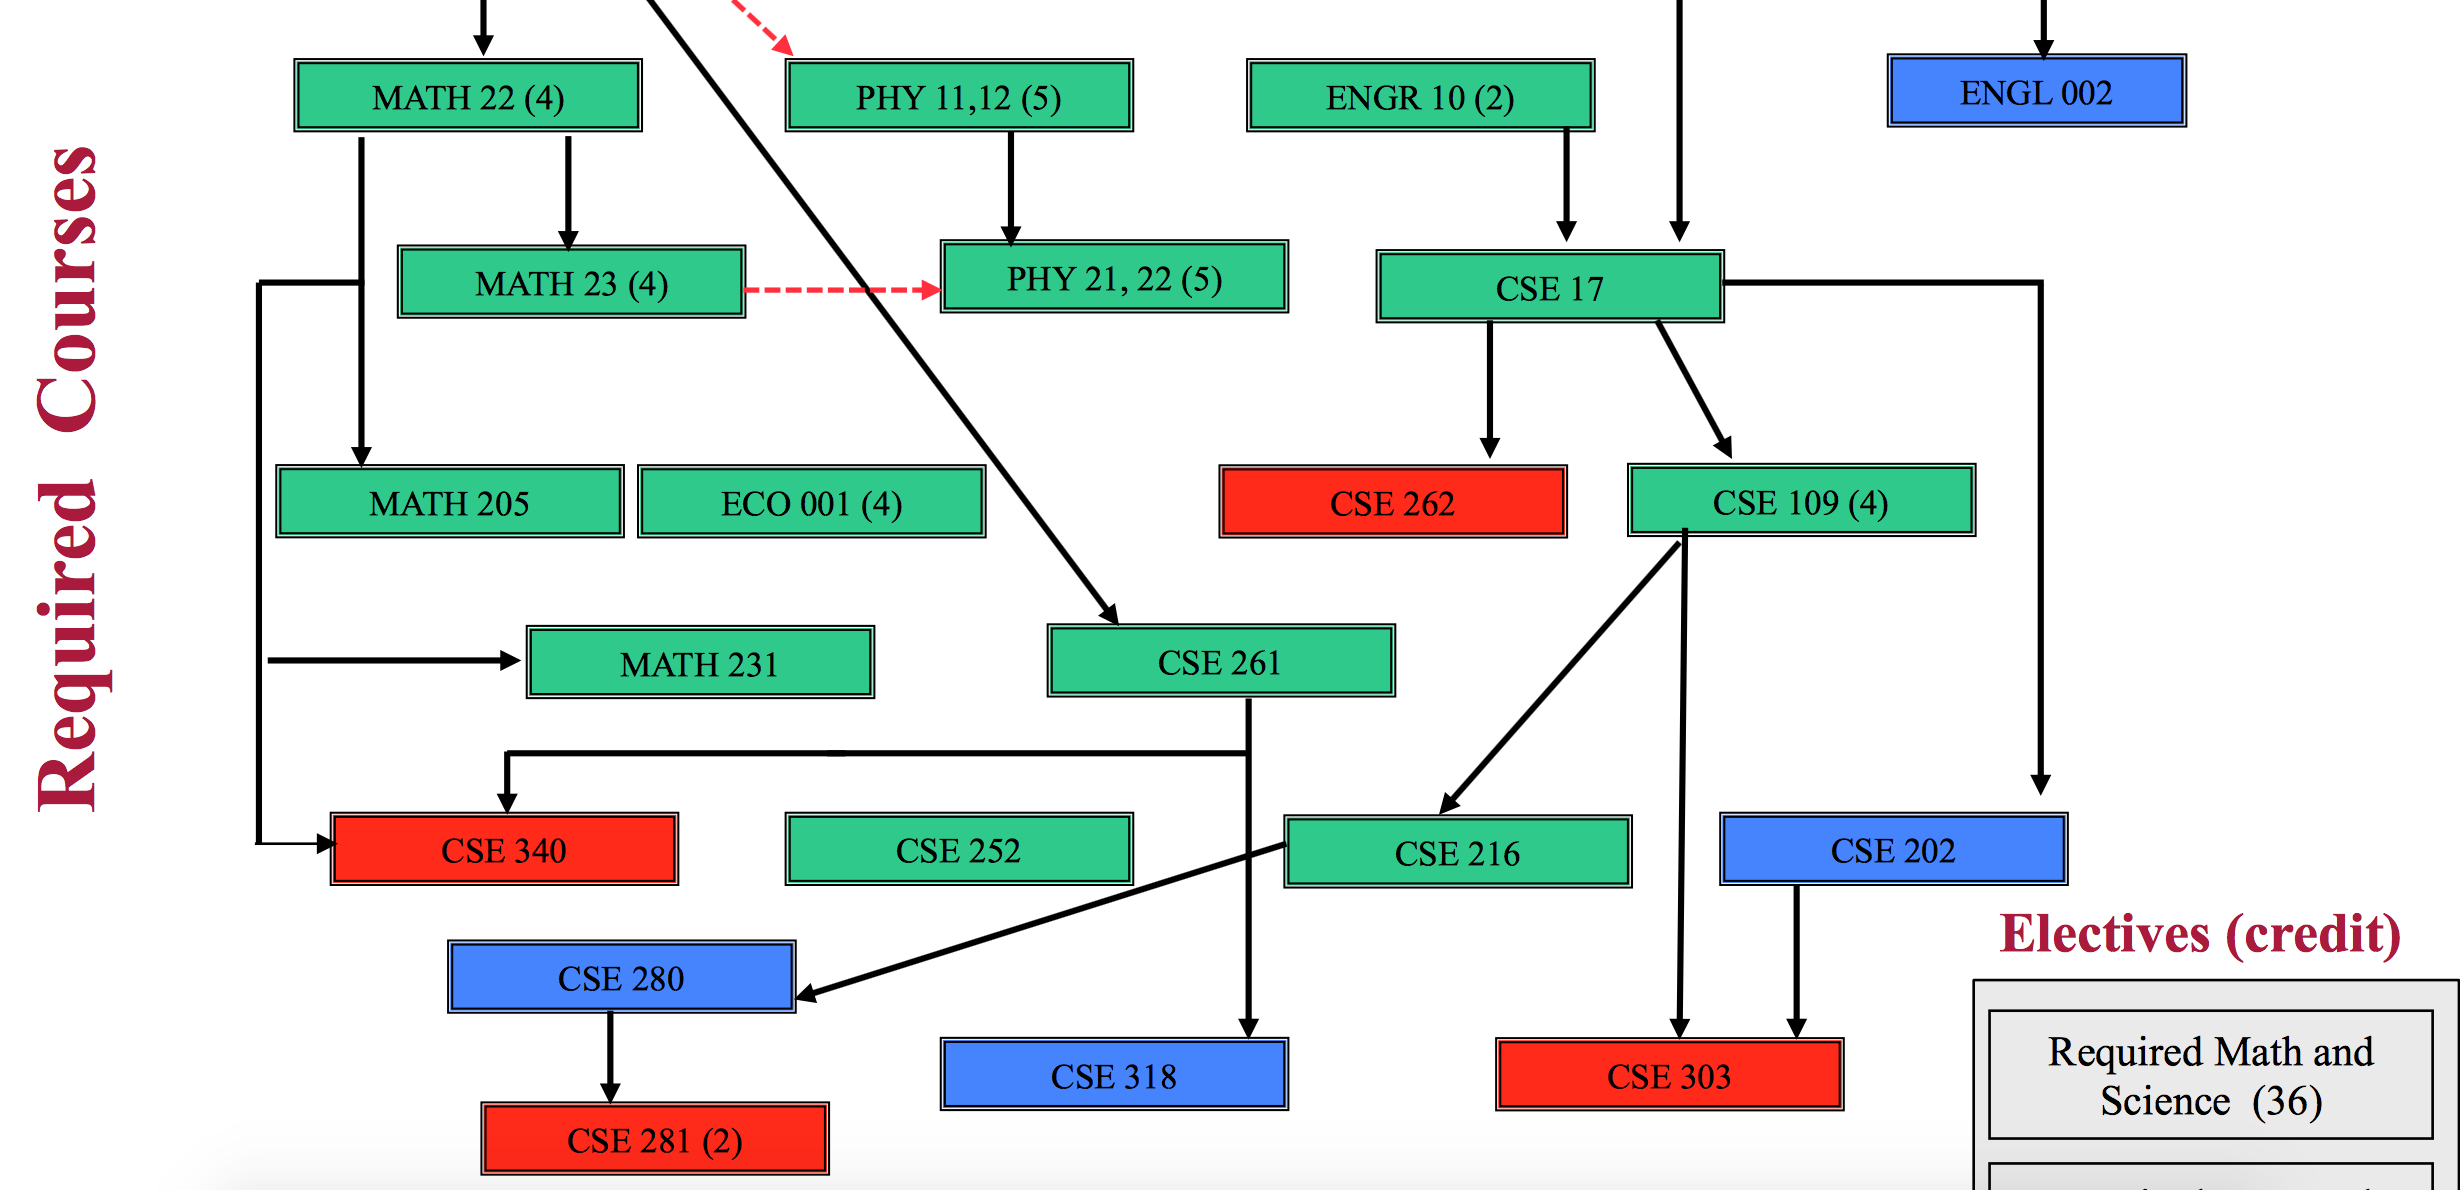 Required Courses
MATH 22 (4)
PHY 11,12 (5)
ENGR 10 (2)
ENGL 002
MATH 23 (4)
PHY 21, 22 (5)
CSE 17
MATH 205
ECO 001 (4)
CSE 262
CSE 109 (4)
MATH 231
CSE 261
CSE 340
CSE 252
CSE 216
CSE 202
CSE 280
CSE 318
CSE 303
CSE 281 (2)
Electives (credit)
Required Math and
Science (36)